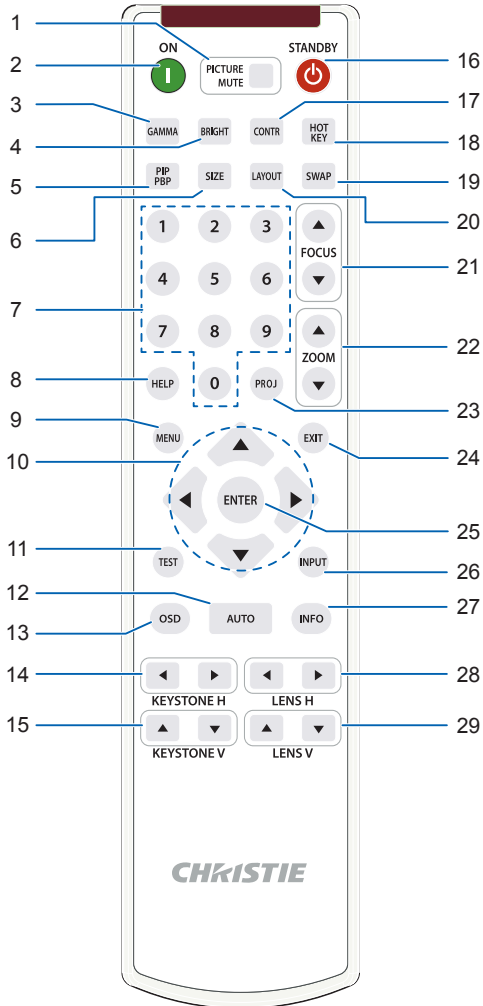 1
ON
STANDBY
2
PICTURE
MUTE
16
17
3
GAMMA
BRIGHT
CONTR
HOT
KEY
18
4
5
PIP
PBP
SIZE
LAYOUT
SWAP
19
20
6
1
2
3
FOCUS
21
4
5
6
7
7
8
9
ZOOM
22
8
HELP
0
PROJ
23
9
MENU
EXIT
24
10
ENTER
25
11
TEST
INPUT
26
12
27
13
OSD
AUTO
INFO
14
KEYSTONE H
LENS H
28
15
KEYSTONE V
LENS V
29
CHRISTIE